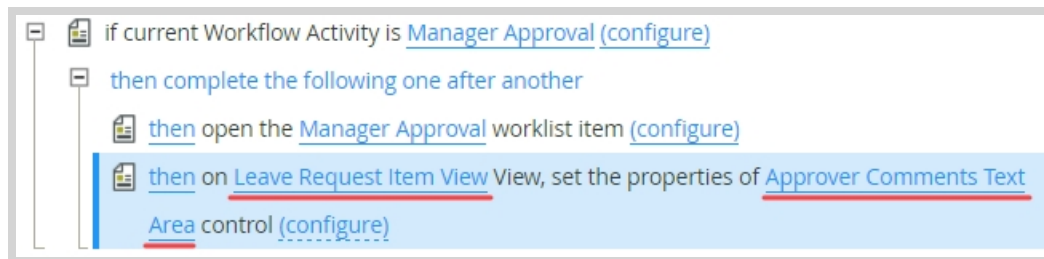 if current Workflow Activity is Manager Approval (configure)
then complete the following one after another
then open the Manager Approval worklist item (configure)
then on Leave Request Item View View, set the properties of Approver Comments Text
Area control (configure)